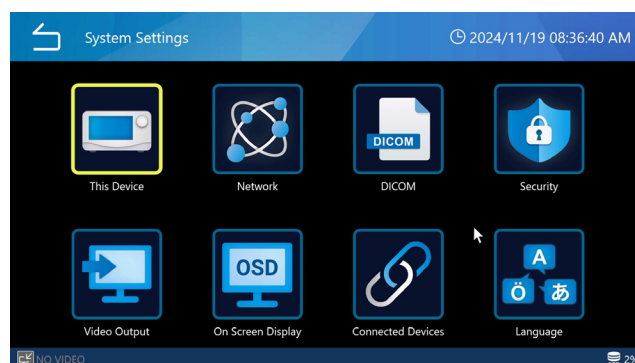 System Settings
2024/11/19 08:36:40 AM
DICOM
This Device
Network
DICOM
Security
OSD
A
Ö
あ
Video Output
On Screen Display
Connected Devices
Language
NO VIDEO